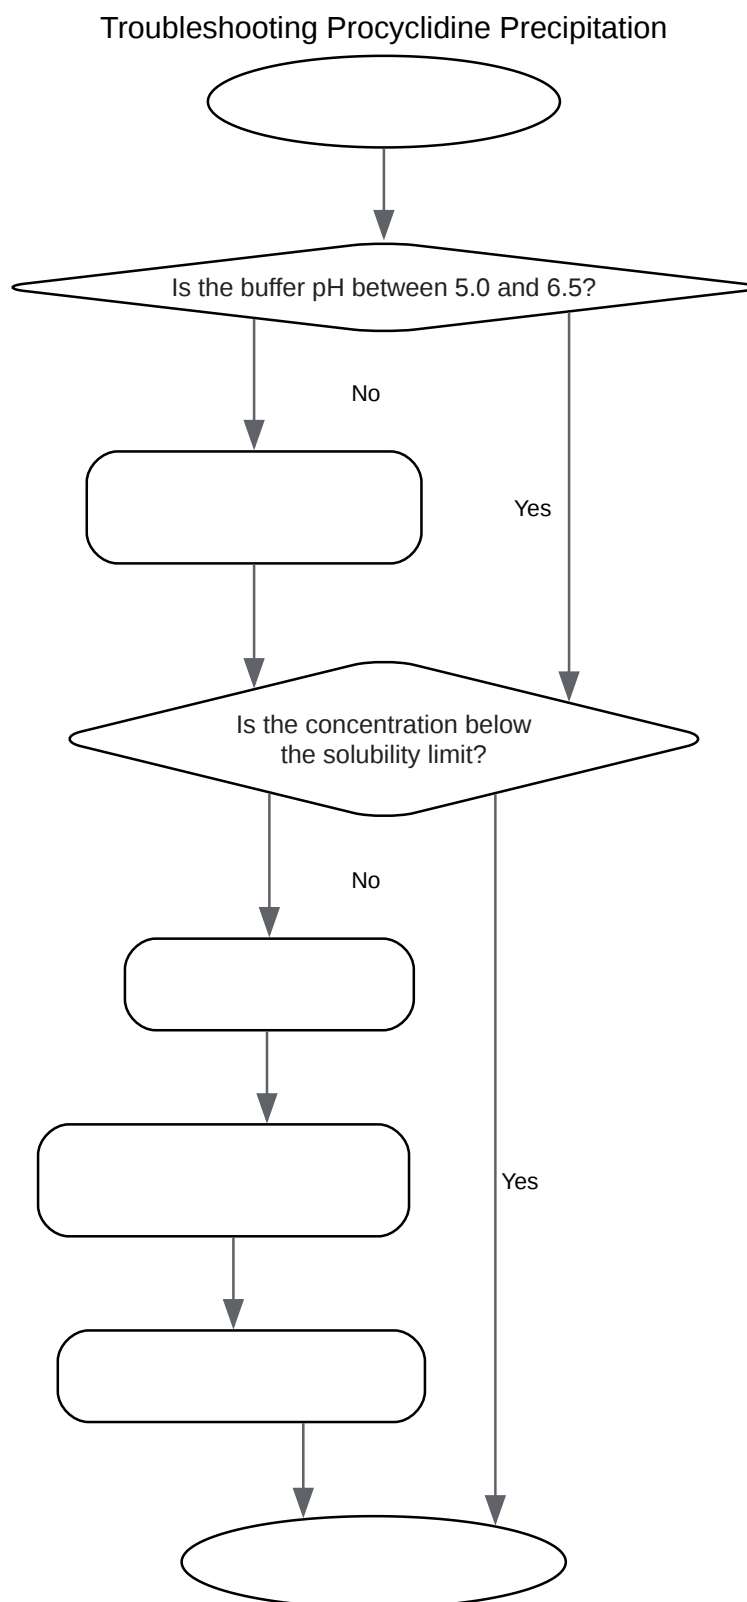 Troubleshooting Procyclidine Precipitation
Is the buffer pH between 5.0 and 6.5?
No
Yes
Is the concentration below
the solubility limit?
No
Yes